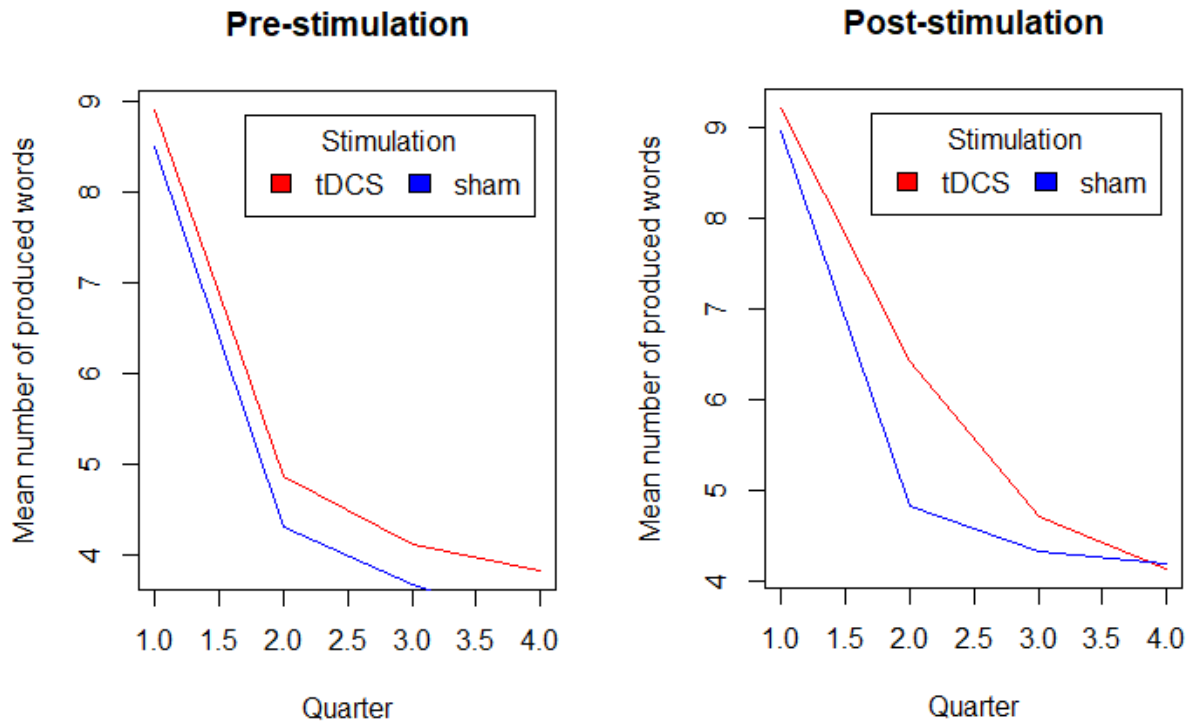 Pre-stimulation
Mean number of produced words
9
8
7
6
5
4
Stimulation
tDCS sham
1.0 1.5 2.0 2.5 3.0 3.5 4.0
Quarter
Post-stimulation
Mean number of produced words
9
8
7
6
5
4
Stimulation
tDCS sham
1.0 1.5 2.0 2.5 3.0 3.5 4.0
Quarter